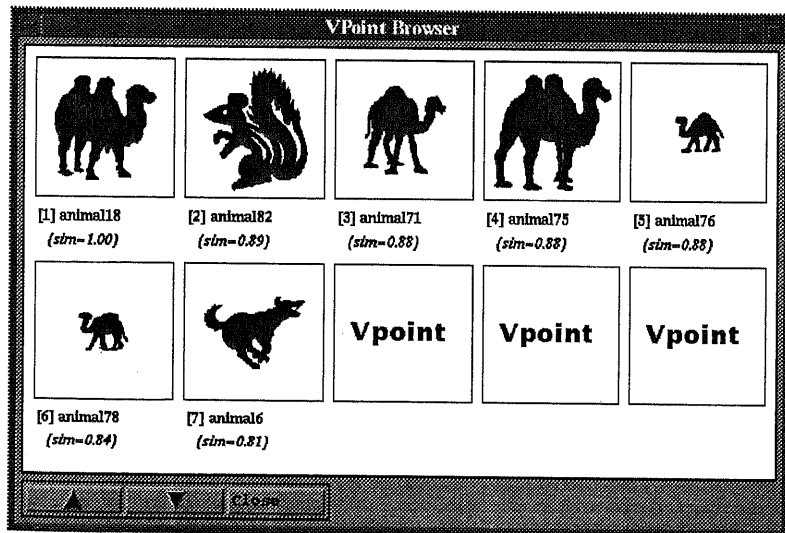 VPoint Browser
[1] animal18
(sim=1.00)
[2] animal82
(sim=0.89)
[3] animal71
(sim=0.88)
[4] animal75
(sim=0.88)
[5] animal76
(sim=0.88)
[6] animal78
(sim=0.84)
[7] animal6
(sim=0.81)
Vpoint
Vpoint
Vpoint
Close